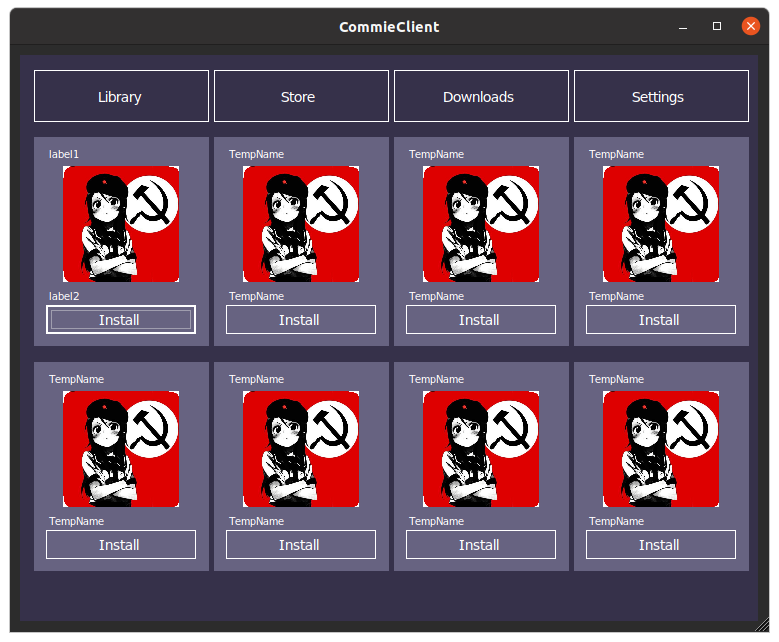 CommieClient
Library Store Downloads Settings
label1 TempName TempName TempName
label2 TempName TempName TempName
Install Install Install Install
TempName TempName TempName TempName
TempName TempName TempName TempName
Install Install Install Install